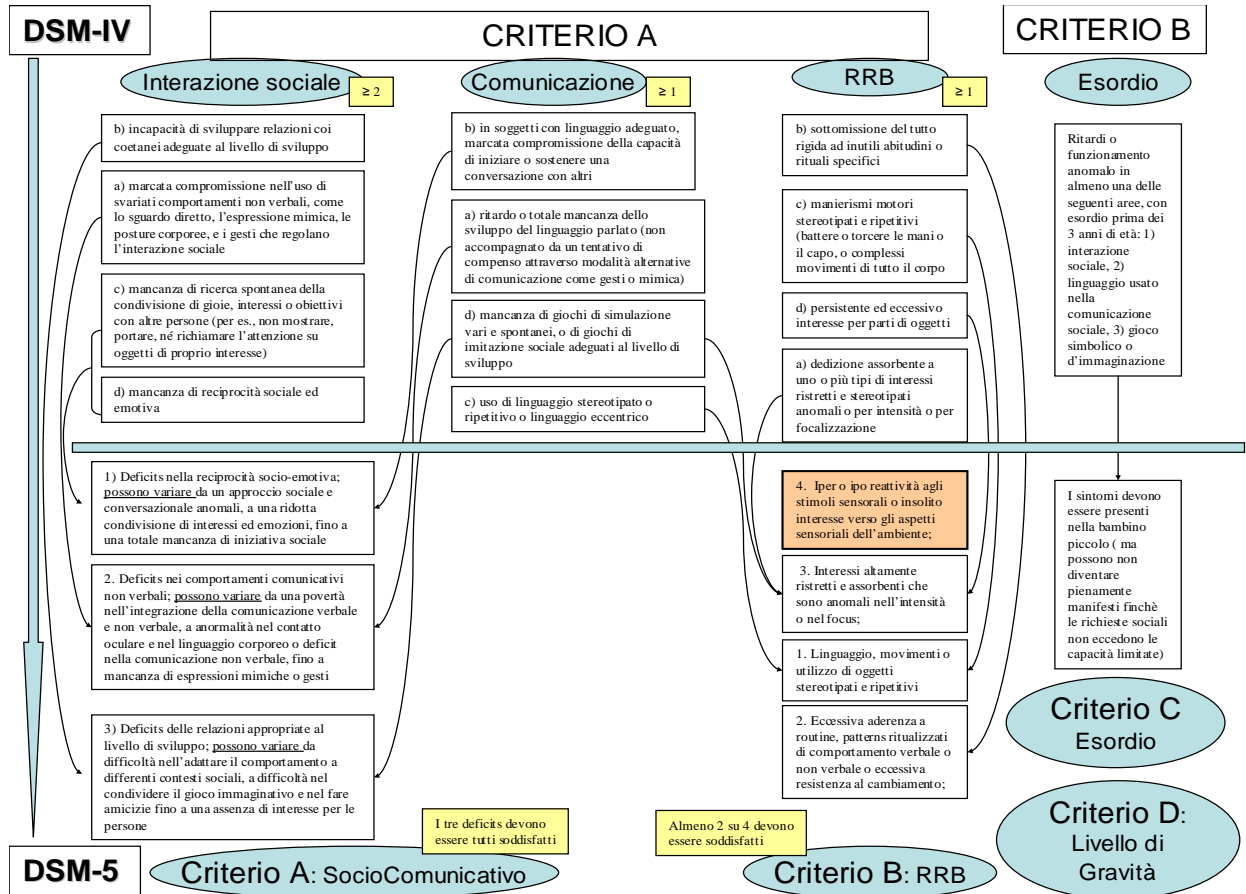 DSM-IV
CRITERIO A
CRITERIO B
Interazione sociale
≥ 2
Comunicazione
≥ 1
RRB
≥ 1
Esordio
b) incapacità di sviluppare relazioni coi
coetanei adeguate al livello di sviluppo
a) marcata compromissione nell'uso di
svariati comportamenti non verbali, come
lo sguardo diretto, l'espressione mimica, le
posture corporee, e i gesti che regolano
l'interazione sociale
c) mancanza di ricerca spontanea della
condivisione di gioie, interessi o obiettivi
con altre persone (per es., non mostrare,
portare, né richiamare l'attenzione su
oggetti di proprio interesse)
d) mancanza di reciprocità sociale ed
emotiva
b) in soggetti con linguaggio adeguato,
marcata compromissione della capacità
di iniziare o sostenere una
conversazione con altri
a) ritardo o totale mancanza dello
sviluppo del linguaggio parlato (non
accompagnato da un tentativo di
compenso attraverso modalità alternative
di comunicazione come gesti o mimica)
d) mancanza di giochi di simulazione
vari e spontanei, o di giochi di
imitazione sociale adeguati al livello di
sviluppo
c) uso di linguaggio stereotipato o
ripetitivo o linguaggio eccentrico
b) sottomissione del tutto
rigida ad inutili abitudini o
rituali specifici
c) manierismi motori
stereotipati e ripetitivi
(battere o torcere le mani o
il capo, o complessi
movimenti di tutto il corpo
d) persistente ed eccessivo
interesse per parti di oggetti
a) dedizione assorbente a
uno o più tipi di interessi
ristretti e stereotipati
anomali o per intensità o per
focalizzazione
Ritardi o
funzionamento
anomalo in
almeno una delle
seguenti aree, con
esordio prima dei
3 anni di età: 1)
interazione
sociale, 2)
linguaggio usato
nella
comunicazione
sociale, 3) gioco
simbolico o
d'immaginazione
1) Deficits nella reciprocità socio-emotiva;
possono variare da un approccio sociale e
conversazionale anomali, a una ridotta
condivisione di interessi ed emozioni, fino a
una totale mancanza di iniziativa sociale
2. Deficits nei comportamenti comunicativi
non verbali; possono variare da una povertà
nell'integrazione della comunicazione verbale
e non verbale, a anormalità nel contatto
oculare e nel linguaggio corporeo o deficit
nella comunicazione non verbale, fino a
mancanza di espressioni mimiche o gesti
3) Deficits delle relazioni appropriate al
livello di sviluppo; possono variare da
difficoltà nell'adattare il comportamento a
differenti contesti sociali, a difficoltà nel
condividere il gioco immaginativo e nel fare
amicizie fino a una assenza di interesse per le
persone
4. Iper o ipo reattività agli
stimoli sensorali o insolito
interesse verso gli aspetti
sensoriali dell'ambiente;
3. Interessi altamente
ristretti e assorbenti che
sono anomali nell'intensità
o nel focus;
1. Linguaggio, movimenti o
utilizzo di oggetti
stereotipati e ripetitivi
2. Eccessiva aderenza a
routine, patterns ritualizzati
di comportamento verbale o
non verbale o eccessiva
resistenza al cambiamento;
I sintomi devono
essere presenti
nella bambino
piccolo ( ma
possono non
diventare
pienamente
manifesti finchè
le richieste sociali
non eccedono le
capacità limitate)
Criterio C
Esordio
Criterio D:
Livello di
Gravità
I tre deficits devono
essere tutti soddisfatti
Almeno 2 su 4 devono
essere soddisfatti
DSM-5
Criterio A: SocioComunicativo
Criterio B: RRB